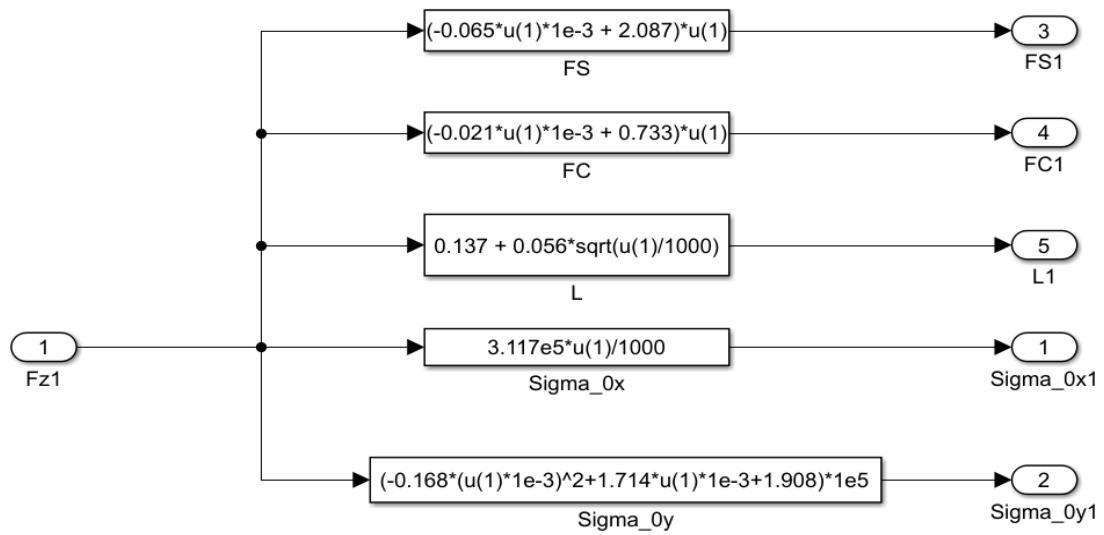 (-0.065*u(1)*1e-3 + 2.087)*u(1)
3
FS
FS1
(-0.021*u(1)*1e-3 + 0.733)*u(1)
4
FC
FC1
0.137 + 0.056*sqrt(u(1)/1000)
5
L
L1
1
3.117e5*u(1)/1000
1
Fz1
Sigma_0x
Sigma_0x1
(-0.168*(u(1)*1e-3)^2+1.714*u(1)*1e-3+1.908)*1e5
2
Sigma_0y
Sigma_0y1